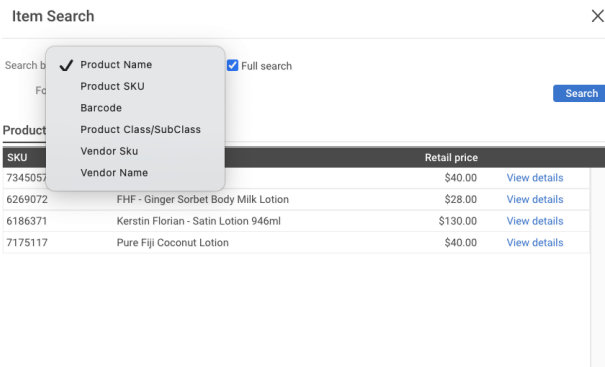 Item Search
Search b
Product Name
Full search
Product SKU
Fo
Search
Barcode
Product Class/SubClass
Product
Vendor Sku
SKU
Retail price
Vendor Name
7345057 $40.00 View details
6269072 FHF - Ginger Sorbet Body Milk Lotion $28.00 View details
6186371 Kerstin Florian - Satin Lotion 946ml $130.00 View details
7175117 Pure Fiji Coconut Lotion $40.00 View details